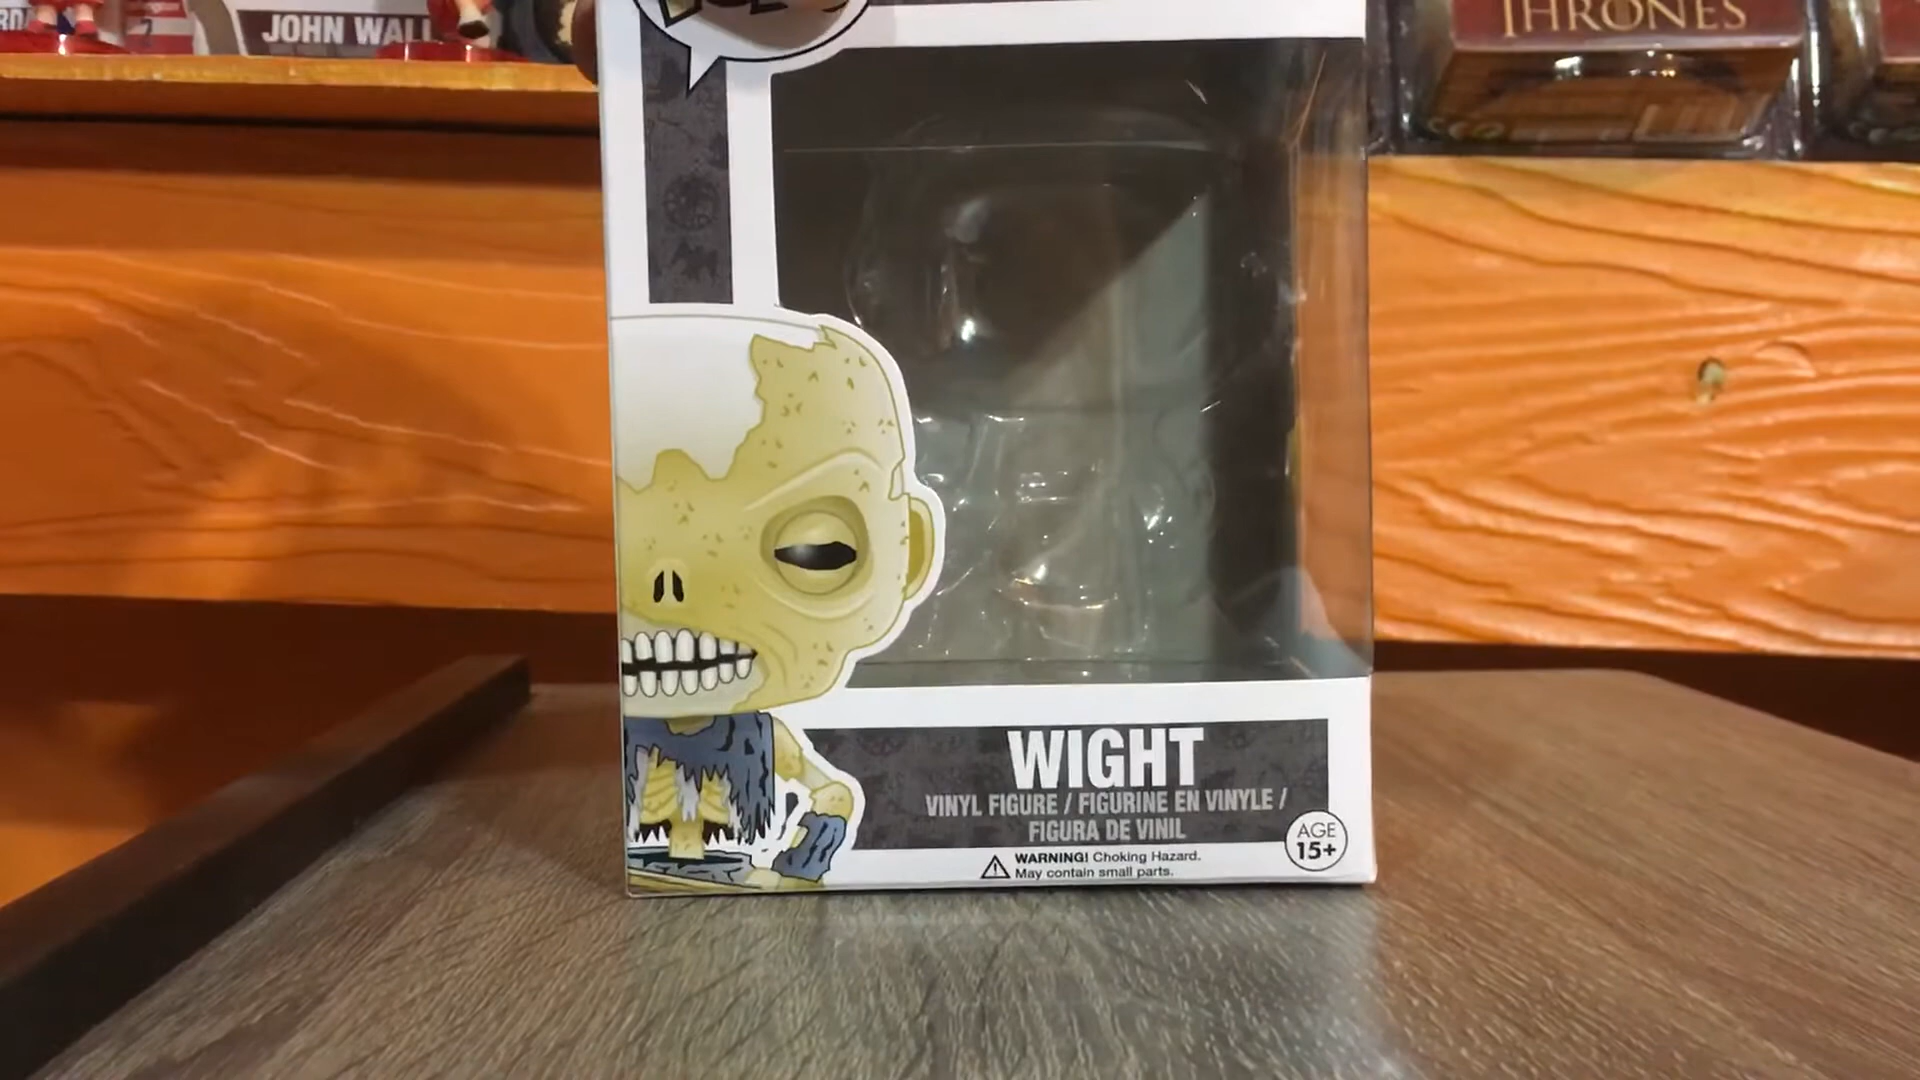 JOHN WALL
THRONES
WIGHT
VINYL FIGURE / FIGURINE EN VINYLE /
FIGURA DE VINIL
AGE
15+
WARNING! Choking Hazard.
May contain small parts.